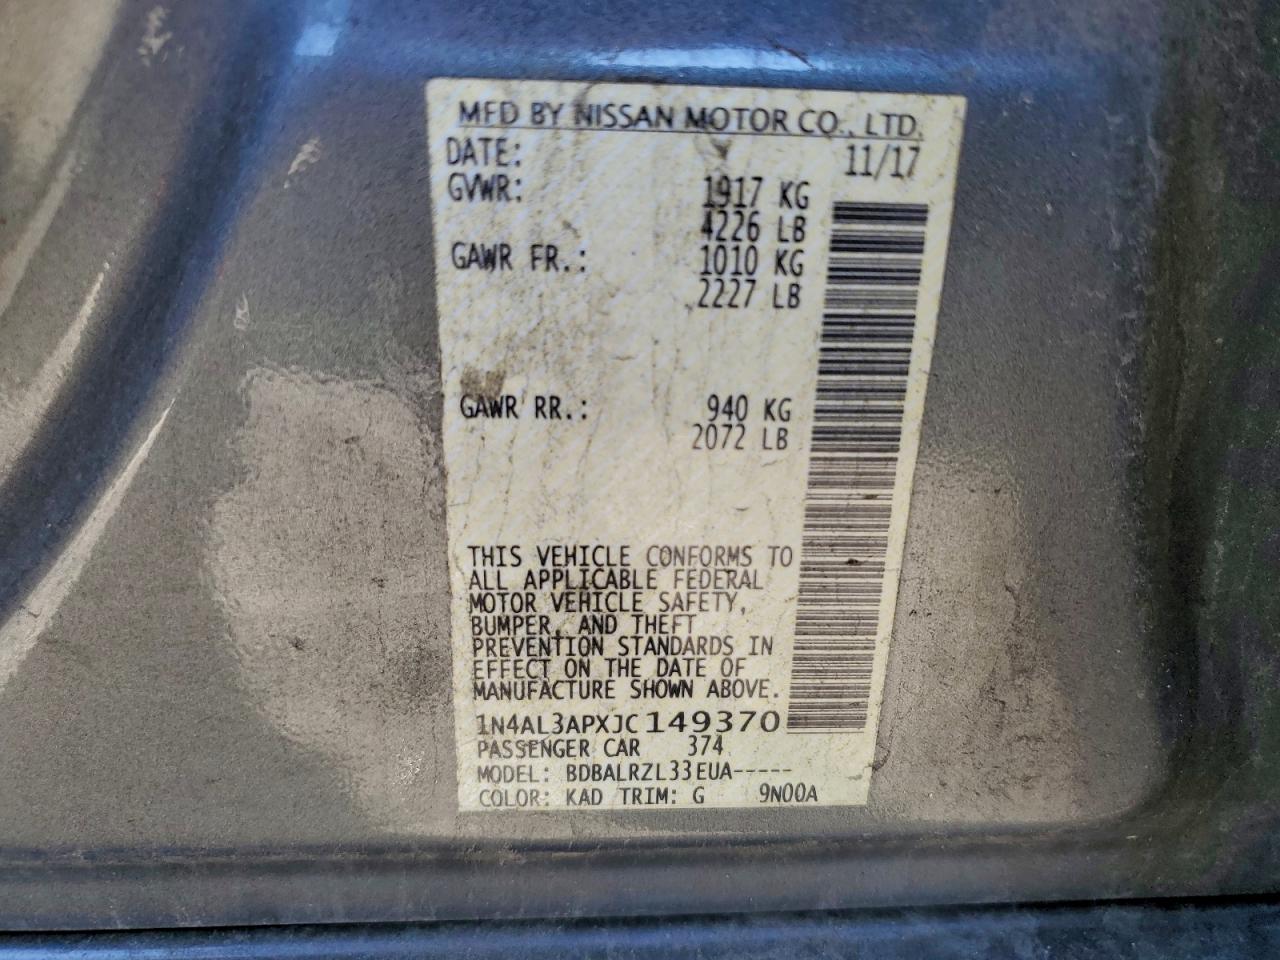 MFD BY NISSAN MOTOR CO., LTD.
DATE: 11/17
GVWR: 1917 KG
4226 LB
GAWR FR.: 1010 KG
2227 LB
GAWR RR.: 940 KG
2072 LB
THIS VEHICLE CONFORMS TO
ALL APPLICABLE FEDERAL
MOTOR VEHICLE SAFETY,
BUMPER, AND THEFT
PREVENTION STANDARDS IN
EFFECT ON THE DATE OF
MANUFACTURE SHOWN ABOVE.
1N4AL3APXJC149370
PASSENGER CAR 374
MODEL: BDBALRZL33EUA-----
COLOR: KAD TRIM: G 9N00A